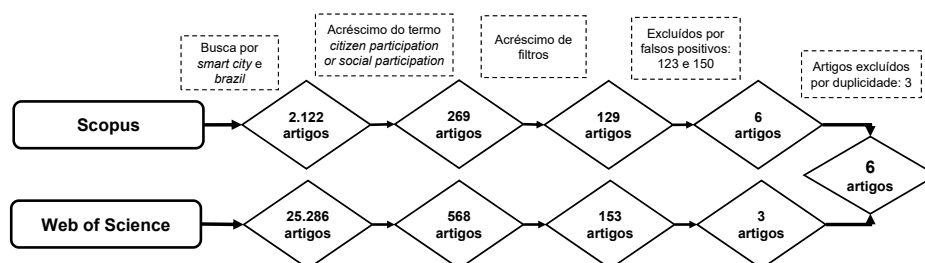 Busca por
smart city e
brazil
Acréscimo do termo
citizen participation
or social participation
Acréscimo de
filtros
Excluídos por
falsos positivos:
123 e 150
Artigos excluídos
por duplicidade: 3
Scopus
2.122
artigos
269
artigos
129
artigos
6
artigos
6
artigos
Web of Science
25.286
artigos
568
artigos
153
artigos
3
artigos